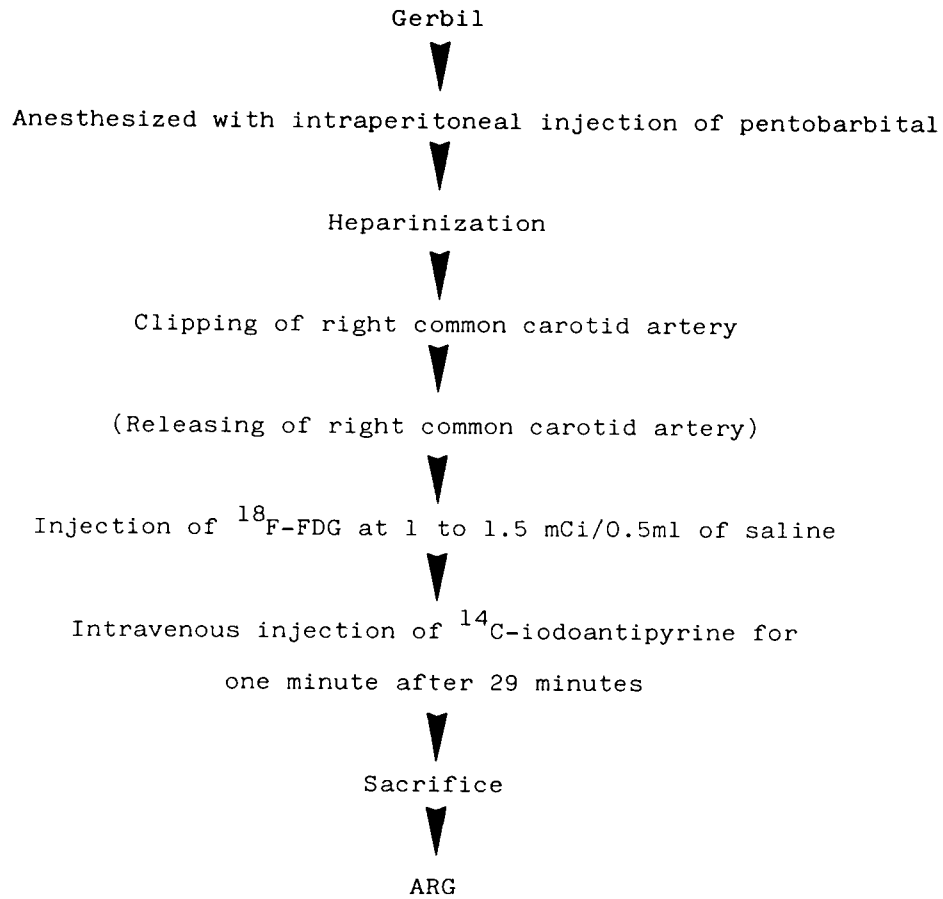 Gerbil
Anesthesized with intraperitoneal injection of pentobarbital
Heparinization
Clipping of right common carotid artery
(Releasing of right common carotid artery)
Injection of ¹⁸F-FDG at 1 to 1.5 mCi/0.5ml of saline
Intravenous injection of ¹⁴C-iodoantipyrine for
one minute after 29 minutes
Sacrifice
ARG